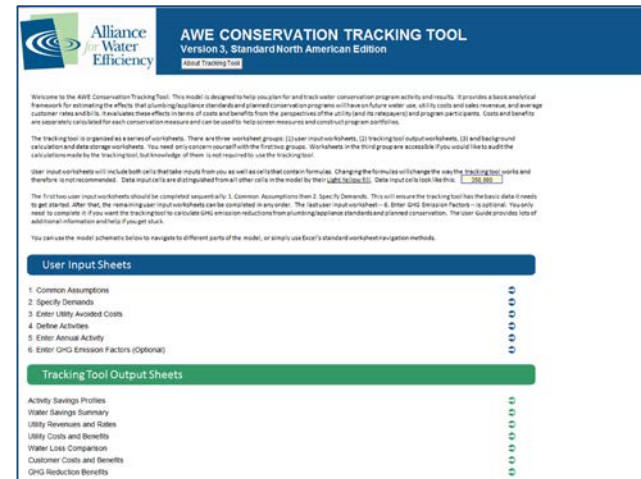 Alliance
for Water
Efficiency
AWE CONSERVATION TRACKING TOOL
Version 3, Standard North American Edition
About Tracking Tool
Welcome to the AWE Conservation Tracking Tool. This model is designed to help you plan for and track water conservation program activity and results. It provides a basic analytical
framework for estimating the effects that plumbing/appliance standards and planned conservation programs will have on future water use, utility costs and sales revenue, and average
customer rates and bills. It evaluates these effects in terms of costs and benefits from the perspectives of the utility (and its ratepayers) and program participants. Costs and benefits
are separately calculated for each conservation measure and can be used to help screen measures and construct program portfolios.
The tracking tool is organized as a series of worksheets. There are three worksheet groups: (1) user input worksheets, (2) tracking tool output worksheets, (3) and background
calculation and data storage worksheets. You need only concern yourself with the first two groups. Worksheets in the third group are accessible if you would like to audit the
calculations made by the tracking tool, but knowledge of them is not required to use the tracking tool.
User input worksheets will include both cells that take inputs from you as well as cells that contain formulas. Changing the formulas will change the way the tracking tool works and
therefore is not recommended. Data input cells are distinguished from all other cells in the model by their Light Yellow fill. Data input cells look like this: 350,000
The first two user input worksheets should be completed sequentially: 1. Common Assumptions then 2. Specify Demands. This will ensure the tracking tool has the basic data it needs
to get started. After that, the remaining user input worksheets can be completed in any order. The last user input worksheet – 6. Enter GHG Emission Factors – is optional. You only
need to complete it if you want the tracking tool to calculate GHG emission reductions from plumbing/appliance standards and planned conservation. The User Guide provides lots of
additional information and help if you get stuck.
You can use the model schematic below to navigate to different parts of the model, or simply use Excel's standard worksheet navigation methods.
User Input Sheets
1. Common Assumptions
2. Specify Demands
3. Enter Utility Avoided Costs
4. Define Activities
5. Enter Annual Activity
6. Enter GHG Emission Factors (Optional)
Tracking Tool Output Sheets
Activity Savings Profiles
Water Savings Summary
Utility Revenues and Rates
Utility Costs and Benefits
Water Loss Comparison
Customer Costs and Benefits
GHG Reduction Benefits